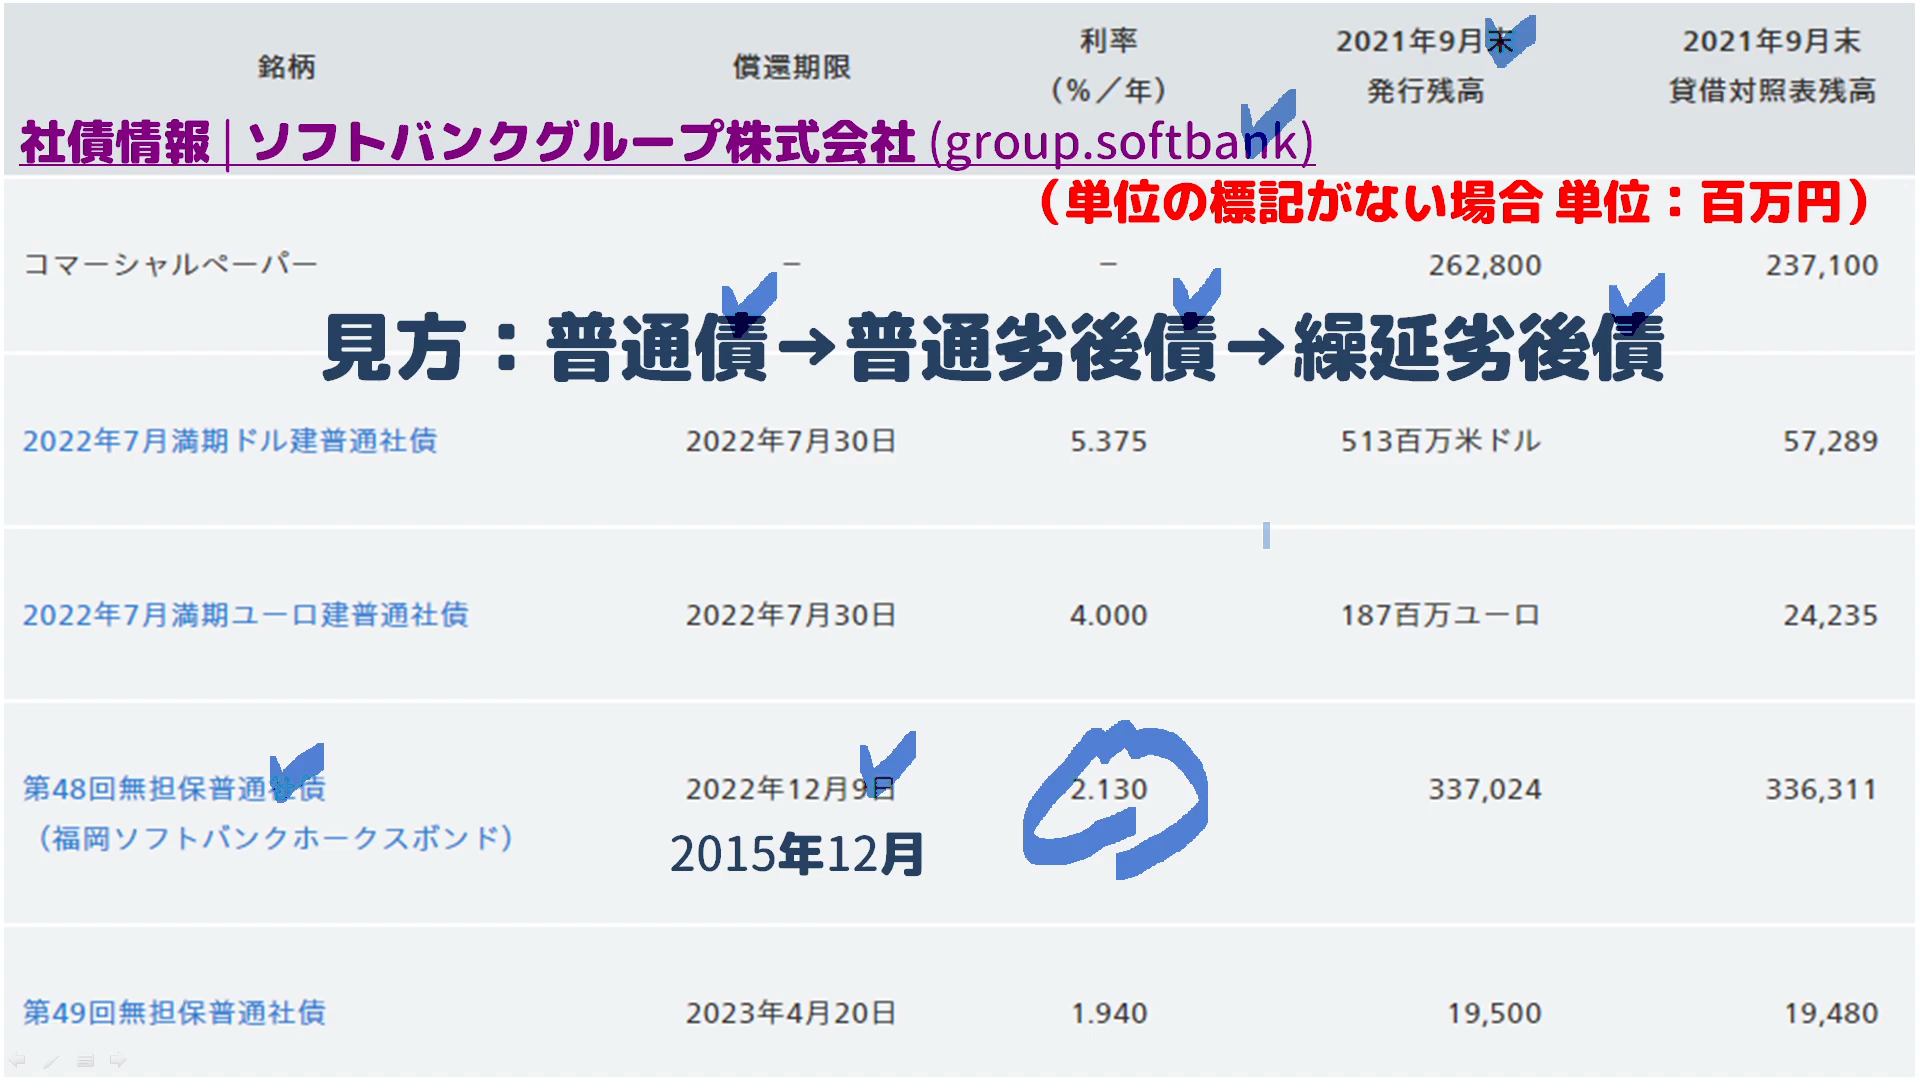 銘柄 償還期限 利率 2021年9月末 2021年9月末
（％／年） 発行残高 貸借対照表残高
社債情報 | ソフトバンクグループ株式会社 (group.softbank)
（単位の標記がない場合 単位：百万円）
コマーシャルペーパー － － 262,800 237,100
見方：普通債→普通劣後債→繰延劣後債
2022年7月満期ドル建普通社債 2022年7月30日 5.375 513百万米ドル 57,289
2022年7月満期ユーロ建普通社債 2022年7月30日 4.000 187百万ユーロ 24,235
第48回無担保普通社債 2022年12月9日 2.130 337,024 336,311
（福岡ソフトバンクホークスボンド）
2015年12月
第49回無担保普通社債 2023年4月20日 1.940 19,500 19,480